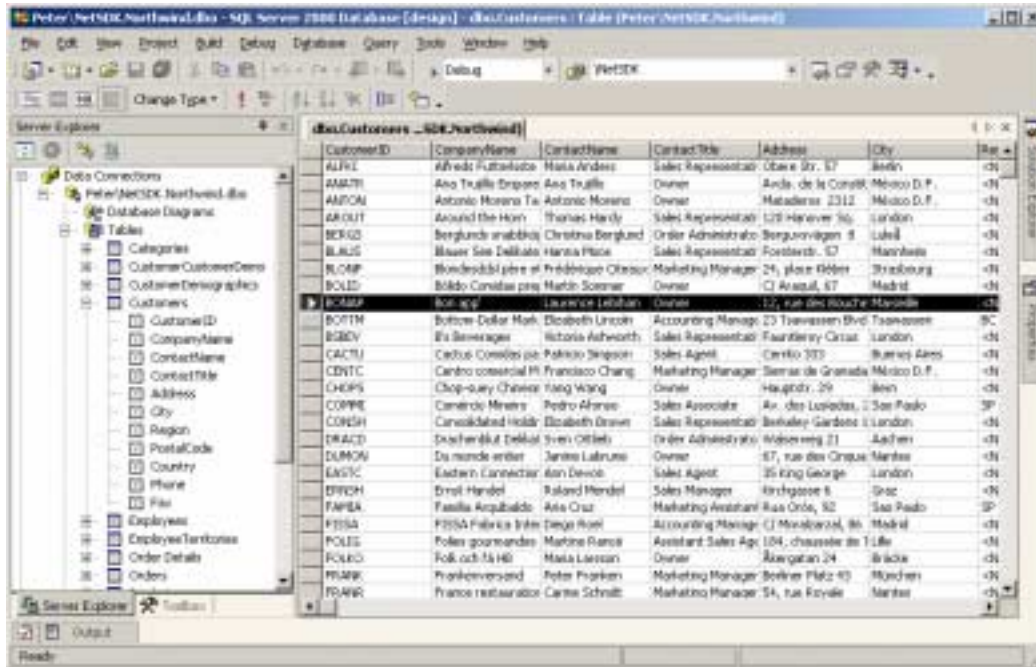 Peter\NetSDK.Northwind.dbo - SQL Server 2000 Database [design] - dbo.Customers : Table (Peter\NetSDK.Northwind)
File Edit View Project Build Debug Database Query Tools Window Help
Debug NetSDK
Change Type
Server Explorer
Data Connections
Peter\NetSDK.Northwind.dbo
Database Diagrams
Tables
Categories
CustomerCustomerDemo
CustomerDemographics
Customers
CustomerID
CompanyName
ContactName
ContactTitle
Address
City
Region
PostalCode
Country
Phone
Fax
Employees
EmployeeTerritories
Order Details
Orders
Server Explorer Toolbox
dbo.Customers ...SDK.Northwind)
CustomerID CompanyName ContactName ContactTitle Address City Re
ALFKI Alfreds Futterkiste Maria Anders Sales Representati Obere Str. 57 Berlin <N
ANATR Ana Trujillo Empare Ana Trujillo Owner Avda. de la Constit México D.F. <N
ANTON Antonio Moreno Ta Antonio Moreno Owner Mataderos 2312 México D.F. <N
AROUT Around the Horn Thomas Hardy Sales Representati 120 Hanover Sq. London <N
BERGS Berglunds snabbkö Christina Berglund Order Administrato Berguvsvägen 8 Luleå <N
BLAUS Blauer See Delikate Hanna Moos Sales Representati Forsterstr. 57 Mannheim <N
BLONP Blondesddsl père et Frédérique Citeaux Marketing Manager 24, place Kléber Strasbourg <N
BOLID Bólido Comidas prep Martín Sommer Owner C/ Araquil, 67 Madrid <N
BONAP Bon app' Laurence Lebihan Owner 12, rue des Bouche Marseille <N
BOTTM Bottom-Dollar Mark Elizabeth Lincoln Accounting Manage 23 Tsawassen Blvd Tsawassen BC
BSBEV B's Beverages Victoria Ashworth Sales Representati Fauntleroy Circus London <N
CACTU Cactus Comidas pa Patricio Simpson Sales Agent Cerrito 333 Buenos Aires <N
CENTC Centro comercial M Francisco Chang Marketing Manager Sierras de Granada México D.F. <N
CHOPS Chop-suey Chinese Yang Wang Owner Hauptstr. 29 Bern <N
COMMI Comércio Mineiro Pedro Afonso Sales Associate Av. dos Lusíadas, 2 Sao Paulo SP
CONSH Consolidated Holdir Elizabeth Brown Sales Representati Berkeley Gardens 1 London <N
DRACD Drachenblut Delikat Sven Ottlieb Order Administrato Walserweg 21 Aachen <N
DUMON Du monde entier Janine Labrune Owner 67, rue des Cinqua Nantes <N
EASTC Eastern Connection Ann Devon Sales Agent 35 King George London <N
ERNSH Ernst Handel Roland Mendel Sales Manager Kirchgasse 6 Graz <N
FAMIA Familia Arquibaldo Aria Cruz Marketing Assistant Rua Orós, 92 Sao Paulo SP
FISSA FISSA Fabrica Inter Diego Roel Accounting Manage C/ Moralzarzal, 86 Madrid <N
FOLIG Folies gourmandes Martine Rancé Assistant Sales Age 184, chaussée de T Lille <N
FOLKO Folk och fä HB Maria Larsson Owner Åkergatan 24 Bräcke <N
FRANK Frankenversand Peter Franken Marketing Manager Berliner Platz 43 München <N
FRANR France restauration Carine Schmitt Marketing Manager 54, rue Royale Nantes <N
Output
Ready